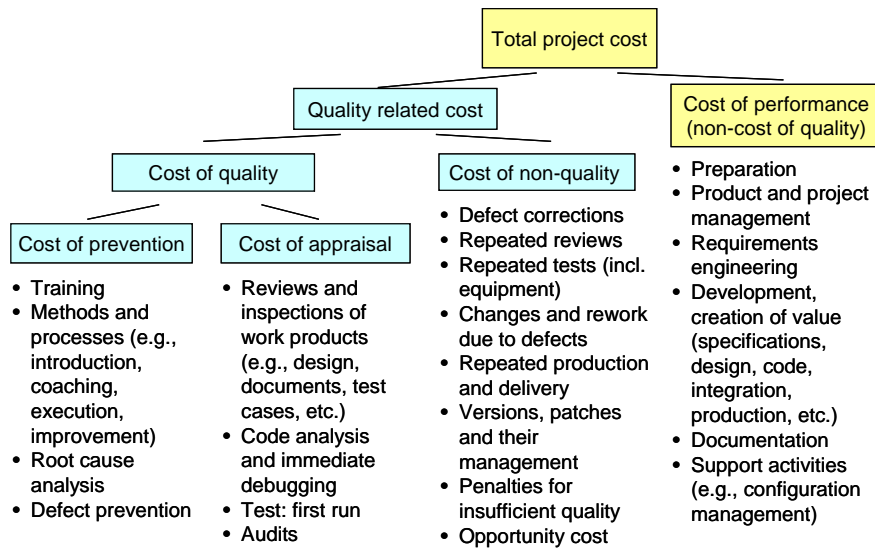 Total project cost
Quality related cost
Cost of performance
(non-cost of quality)
Cost of quality
Cost of non-quality
Cost of prevention
Cost of appraisal
• Training
• Methods and
processes (e.g.,
introduction,
coaching,
execution,
improvement)
• Root cause
analysis
• Defect prevention
• Reviews and
inspections of
work products
(e.g., design,
documents, test
cases, etc.)
• Code analysis
and immediate
debugging
• Test: first run
• Audits
• Defect corrections
• Repeated reviews
• Repeated tests (incl.
equipment)
• Changes and rework
due to defects
• Repeated production
and delivery
• Versions, patches
and their
management
• Penalties for
insufficient quality
• Opportunity cost
• Preparation
• Product and project
management
• Requirements
engineering
• Development,
creation of value
(specifications,
design, code,
integration,
production, etc.)
• Documentation
• Support activities
(e.g., configuration
management)